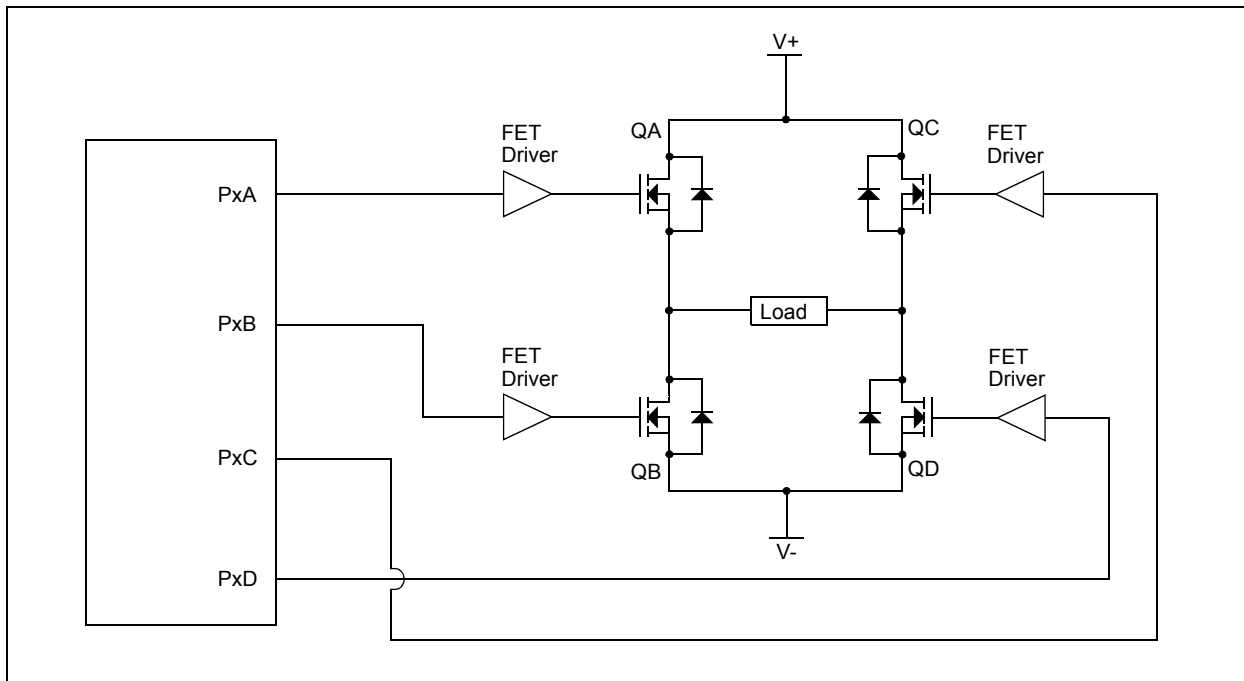 V+
FET
Driver
QA
QC
FET
Driver
PxA
PxB
Load
FET
Driver
FET
Driver
PxC
QB
QD
V-
PxD